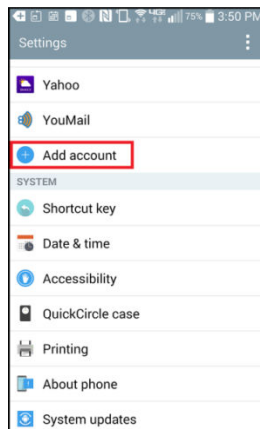 75% 3:50 PM
Settings
Yahoo
YouMail
Add account
SYSTEM
Shortcut key
Date & time
Accessibility
QuickCircle case
Printing
About phone
System updates